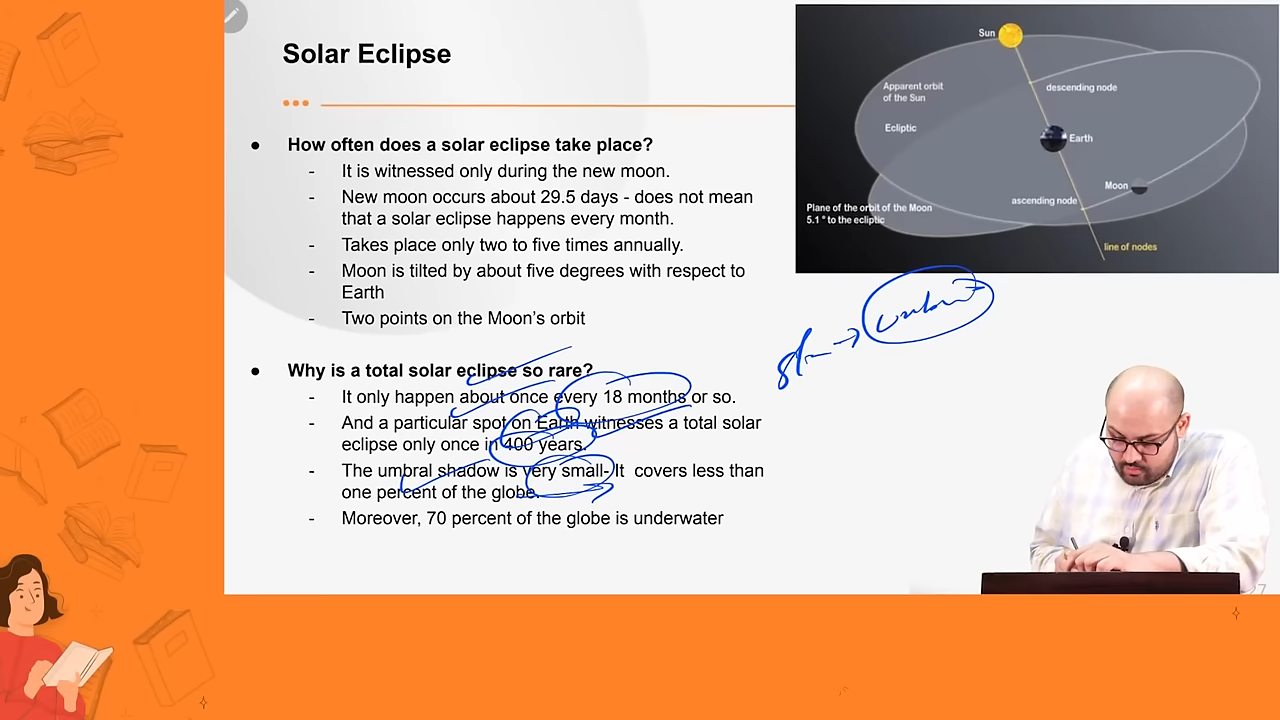 Solar Eclipse
● How often does a solar eclipse take place?
- It is witnessed only during the new moon.
- New moon occurs about 29.5 days - does not mean
that a solar eclipse happens every month.
- Takes place only two to five times annually.
- Moon is tilted by about five degrees with respect to
Earth
- Two points on the Moon's orbit
● Why is a total solar eclipse so rare?
- It only happen about once every 18 months or so.
- And a particular spot on Earth witnesses a total solar
eclipse only once in 400 years.
- The umbral shadow is very small- It covers less than
one percent of the globe.
- Moreover, 70 percent of the globe is underwater
Sun
Apparent orbit
of the Sun
descending node
Ecliptic
Earth
Moon
ascending node
Plane of the orbit of the Moon
5.1 ° to the ecliptic
line of nodes
27